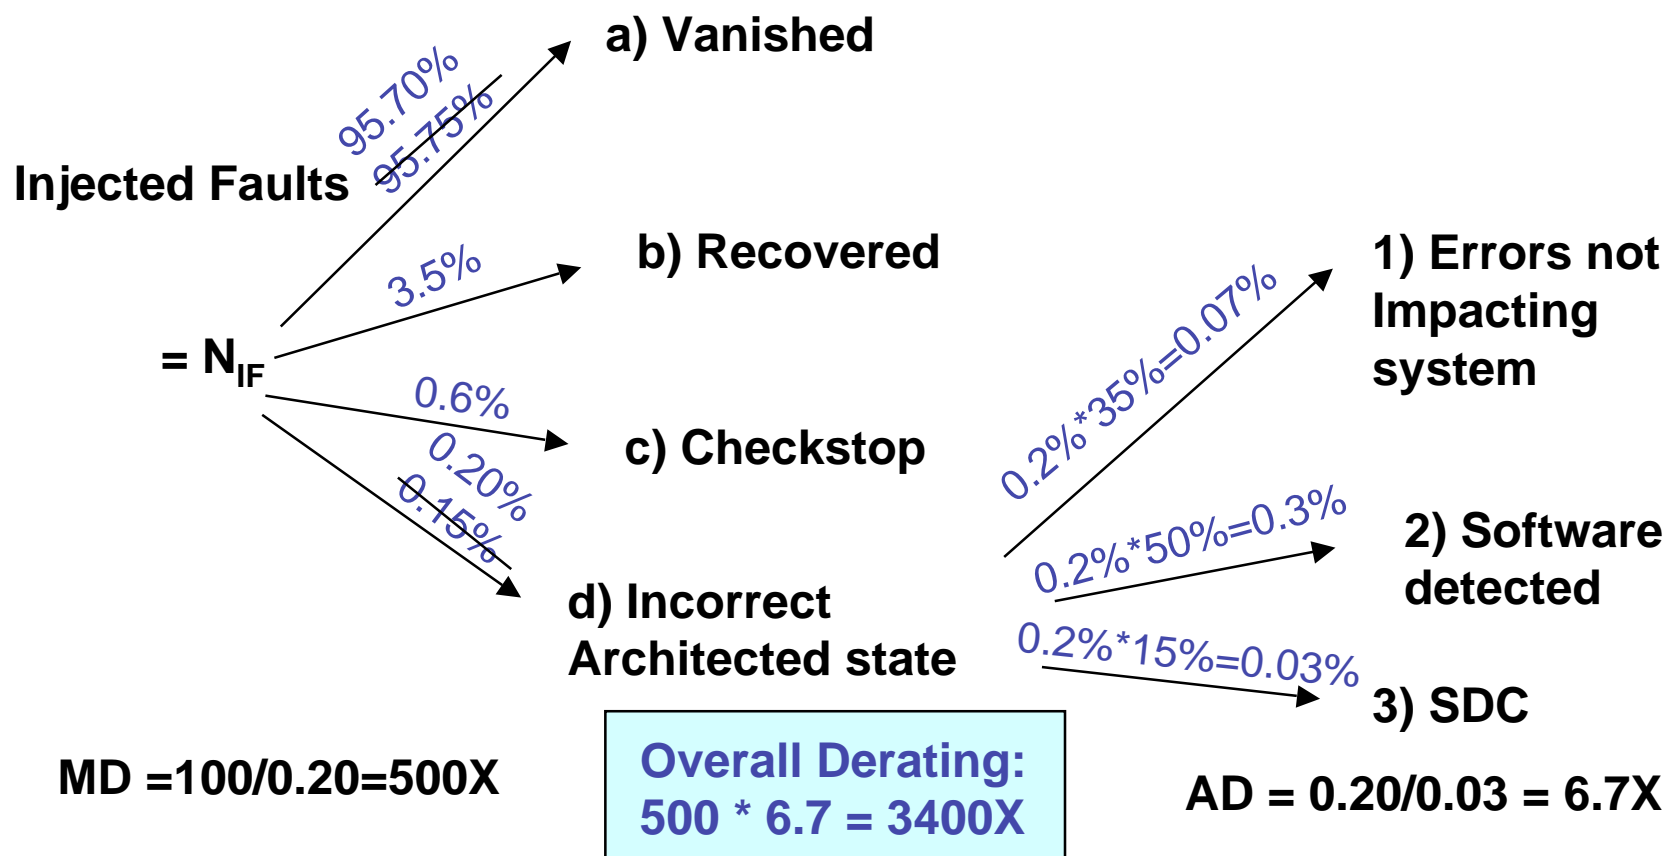 a) Vanished
95.70%
95.75%
Injected Faults
b) Recovered
3.5%
= N_IF
0.6%
c) Checkstop
0.20%
0.15%
d) Incorrect
Architected state
0.2%*35%=0.07%
1) Errors not
Impacting
system
0.2%*50%=0.3%
2) Software
detected
0.2%*15%=0.03%
3) SDC
MD =100/0.20=500X
Overall Derating:
500 * 6.7 = 3400X
AD = 0.20/0.03 = 6.7X